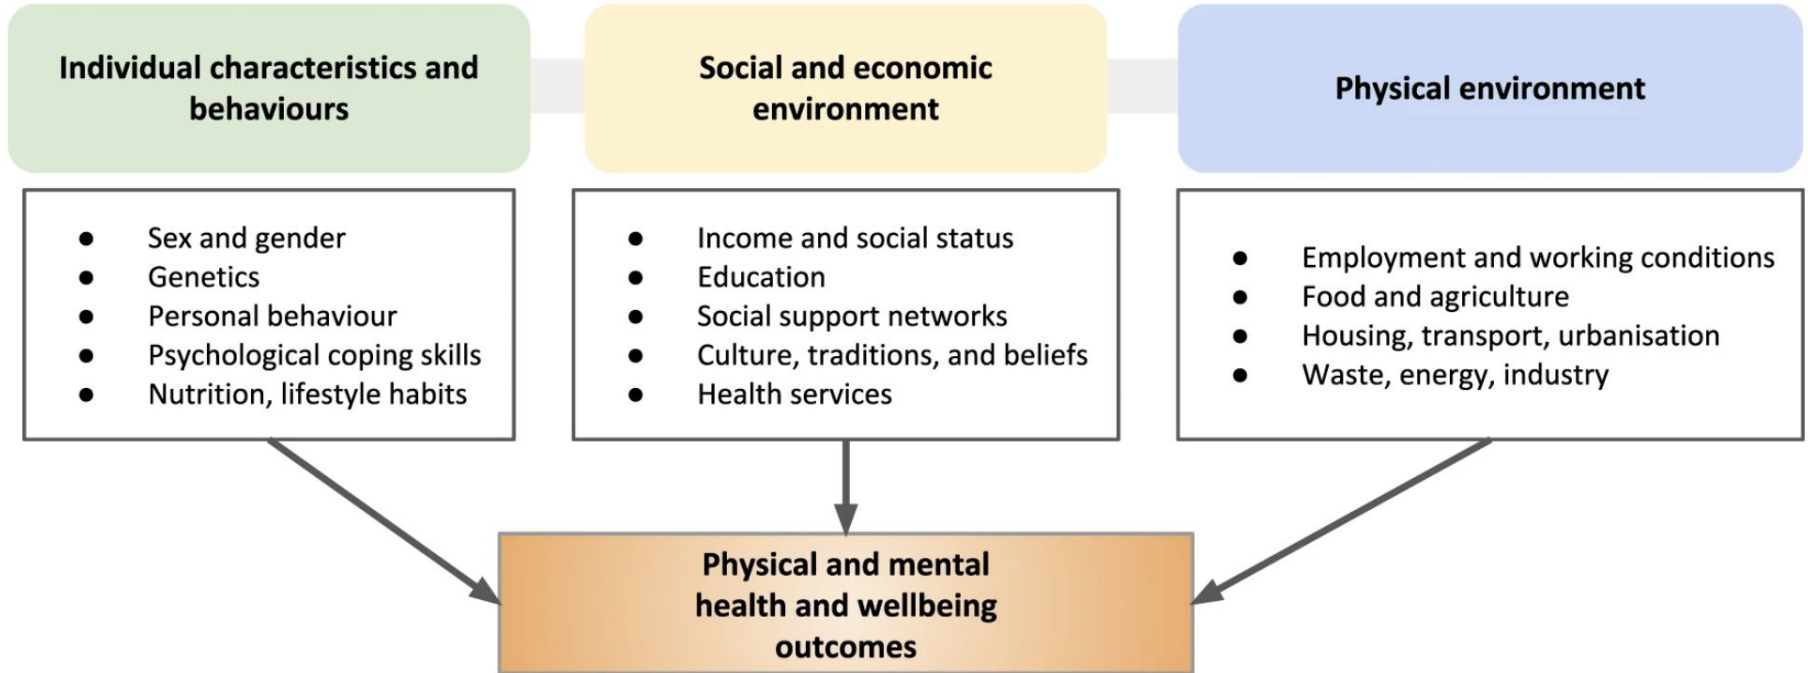 Individual characteristics and
behaviours
Social and economic
environment
Physical environment
● Sex and gender
● Genetics
● Personal behaviour
● Psychological coping skills
● Nutrition, lifestyle habits
● Income and social status
● Education
● Social support networks
● Culture, traditions, and beliefs
● Health services
● Employment and working conditions
● Food and agriculture
● Housing, transport, urbanisation
● Waste, energy, industry
Physical and mental
health and wellbeing
outcomes